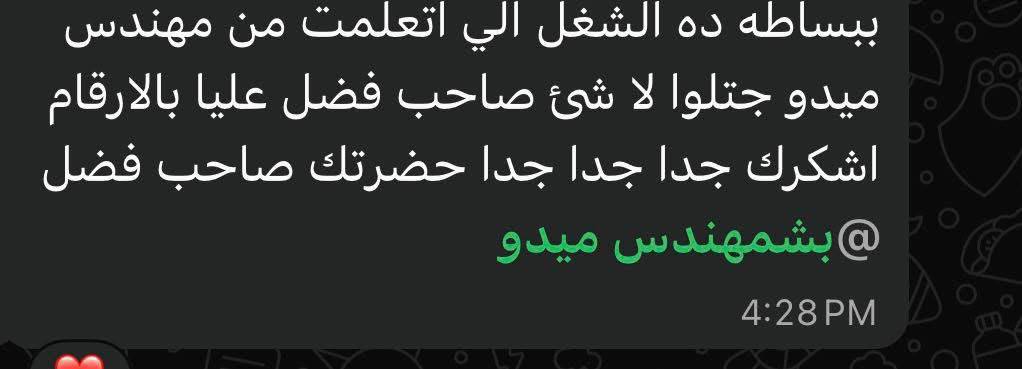 ببساطه ده الشغل الي اتعلمت من مهندس
ميدو جتلوا لا شئ صاحب فضل عليا بالارقام
اشكرك جدا جدا جدا حضرتك صاحب فضل
@بشمهندس ميدو
4:28 PM